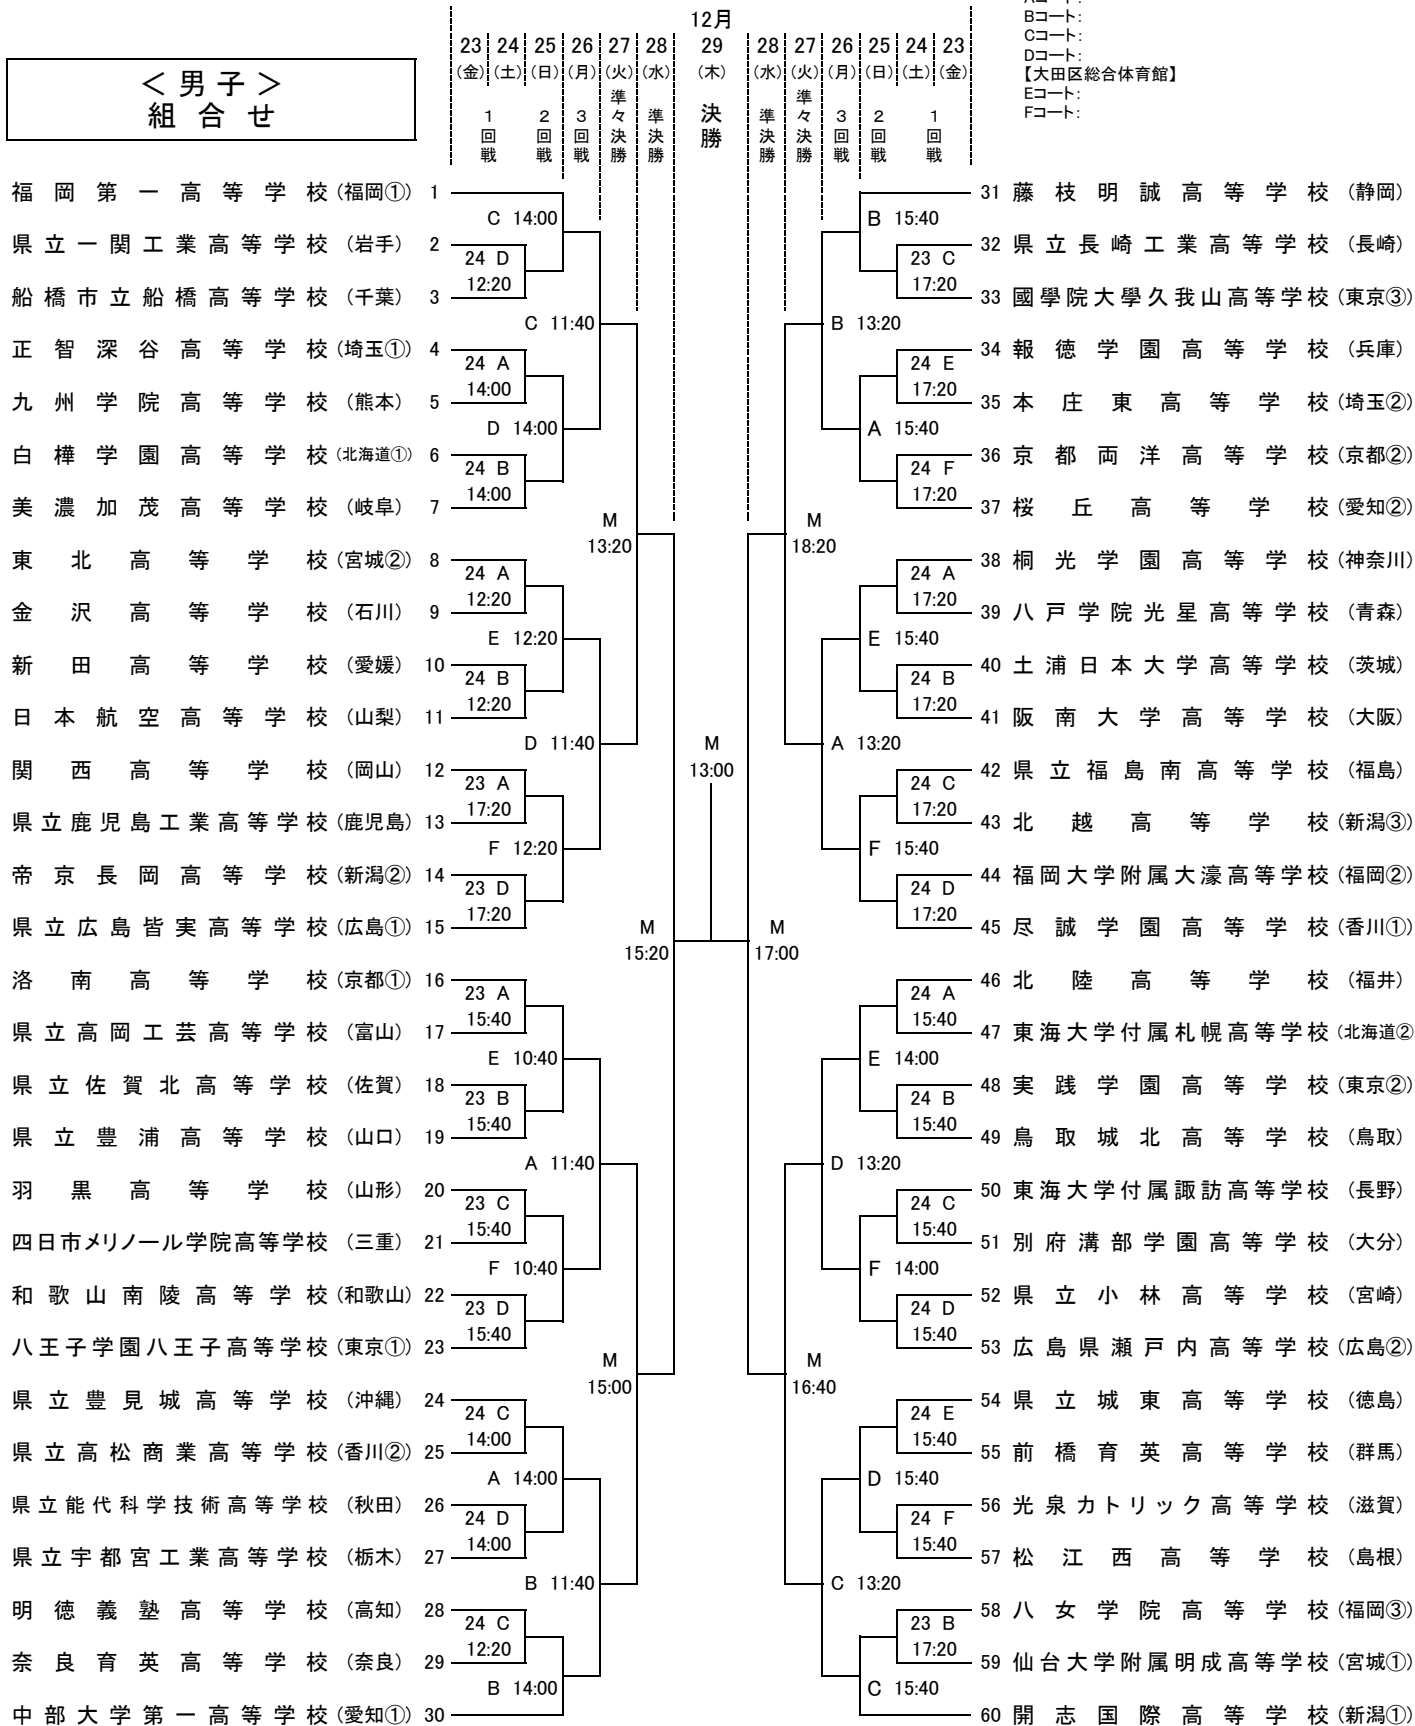 12月
Bコート:
Cコート:
Dコート:
【大田区総合体育館】
Eコート:
Fコート:
23 24 25 26 27 28 29 28 27 26 25 24 23
(金) (土) (日) (月) (火) (水) (木) (水) (火) (月) (日) (土) (金)
1回戦 2回戦 3回戦 準々決勝 準決勝 決勝 準決勝 準々決勝 3回戦 2回戦 1回戦
＜男子＞
組合せ
福岡第一高等学校(福岡①) 1
C 14:00
県立一関工業高等学校(岩手) 2
24 D
12:20
船橋市立船橋高等学校(千葉) 3
C 11:40
正智深谷高等学校(埼玉①) 4
24 A
14:00
九州学院高等学校(熊本) 5
D 14:00
白樺学園高等学校(北海道①) 6
24 B
14:00
美濃加茂高等学校(岐阜) 7
M
13:20
東北高等学校(宮城②) 8
24 A
12:20
金沢高等学校(石川) 9
E 12:20
新田高等学校(愛媛) 10
24 B
12:20
日本航空高等学校(山梨) 11
D 11:40
関西高等学校(岡山) 12
23 A
17:20
県立鹿児島工業高等学校(鹿児島) 13
F 12:20
帝京長岡高等学校(新潟②) 14
23 D
17:20
県立広島皆実高等学校(広島①) 15
M
15:20
洛南高等学校(京都①) 16
23 A
15:40
県立高岡工芸高等学校(富山) 17
E 10:40
県立佐賀北高等学校(佐賀) 18
23 B
15:40
県立豊浦高等学校(山口) 19
A 11:40
羽黒高等学校(山形) 20
23 C
15:40
四日市メリノール学院高等学校(三重) 21
F 10:40
和歌山南陵高等学校(和歌山) 22
23 D
15:40
八王子学園八王子高等学校(東京①) 23
M
15:00
県立豊見城高等学校(沖縄) 24
24 C
14:00
県立高松商業高等学校(香川②) 25
A 14:00
県立能代科学技術高等学校(秋田) 26
24 D
14:00
県立宇都宮工業高等学校(栃木) 27
B 11:40
明徳義塾高等学校(高知) 28
24 C
12:20
奈良育英高等学校(奈良) 29
B 14:00
中部大学第一高等学校(愛知①) 30
M
13:00
31 藤枝明誠高等学校(静岡)
B 15:40
32 県立長崎工業高等学校(長崎)
23 C
17:20
33 國學院大學久我山高等学校(東京③)
B 13:20
34 報徳学園高等学校(兵庫)
24 E
17:20
35 本庄東高等学校(埼玉②)
A 15:40
36 京都両洋高等学校(京都②)
24 F
17:20
37 桜丘高等学校(愛知②)
M
18:20
38 桐光学園高等学校(神奈川)
24 A
17:20
39 八戸学院光星高等学校(青森)
E 15:40
40 土浦日本大学高等学校(茨城)
24 B
17:20
41 阪南大学高等学校(大阪)
A 13:20
42 県立福島南高等学校(福島)
24 C
17:20
43 北越高等学校(新潟③)
F 15:40
44 福岡大学附属大濠高等学校(福岡②)
24 D
17:20
45 尽誠学園高等学校(香川①)
M
17:00
46 北陸高等学校(福井)
24 A
15:40
47 東海大学付属札幌高等学校(北海道②
E 14:00
48 実践学園高等学校(東京②)
24 B
15:40
49 鳥取城北高等学校(鳥取)
D 13:20
50 東海大学付属諏訪高等学校(長野)
24 C
15:40
51 別府溝部学園高等学校(大分)
F 14:00
52 県立小林高等学校(宮崎)
24 D
15:40
53 広島県瀬戸内高等学校(広島②)
M
16:40
54 県立城東高等学校(徳島)
24 E
15:40
55 前橋育英高等学校(群馬)
D 15:40
56 光泉カトリック高等学校(滋賀)
24 F
15:40
57 松江西高等学校(島根)
C 13:20
58 八女学院高等学校(福岡③)
23 B
17:20
59 仙台大学附属明成高等学校(宮城①)
C 15:40
60 開志国際高等学校(新潟①)